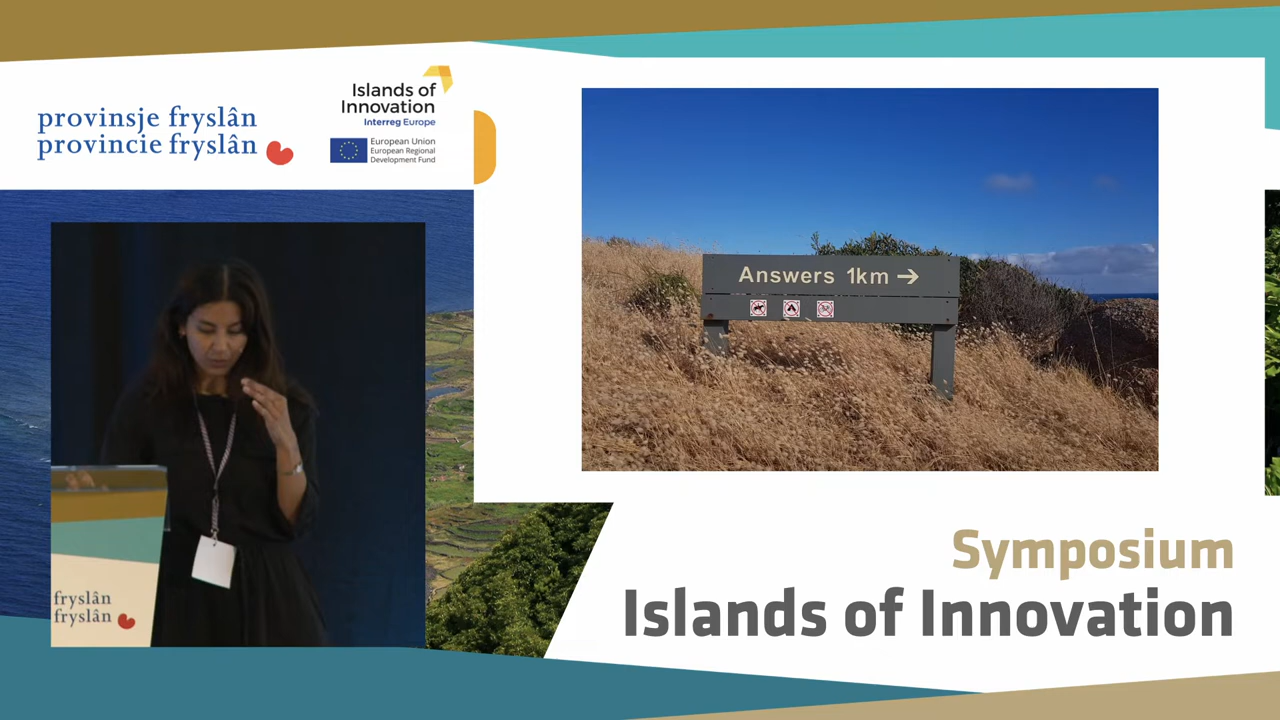 provinsje fryslân
provincie fryslân
Islands of
Innovation
Interreg Europe
European Union
European Regional
Development Fund
Answers 1km →
fryslân
fryslân
Symposium
Islands of Innovation